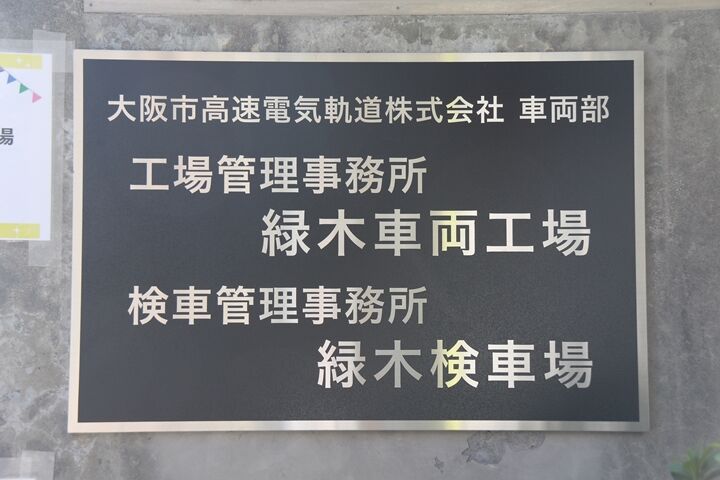 大阪市高速電気軌道株式会社 車両部
工場管理事務所
緑木車両工場
検車管理事務所
緑木検車場
場